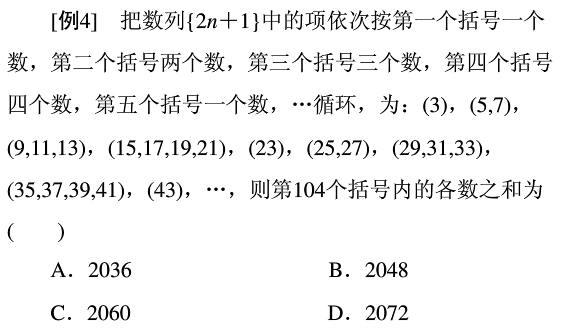 [例4] 把数列{2n+1}中的项依次按第一个括号一个
数，第二个括号两个数，第三个括号三个数，第四个括号
四个数，第五个括号一个数，…循环，为：(3)，(5,7)，
(9,11,13)，(15,17,19,21)，(23)，(25,27)，(29,31,33)，
(35,37,39,41)，(43)，…，则第104个括号内的各数之和为
(　　)
A．2036　　B．2048
C．2060　　D．2072